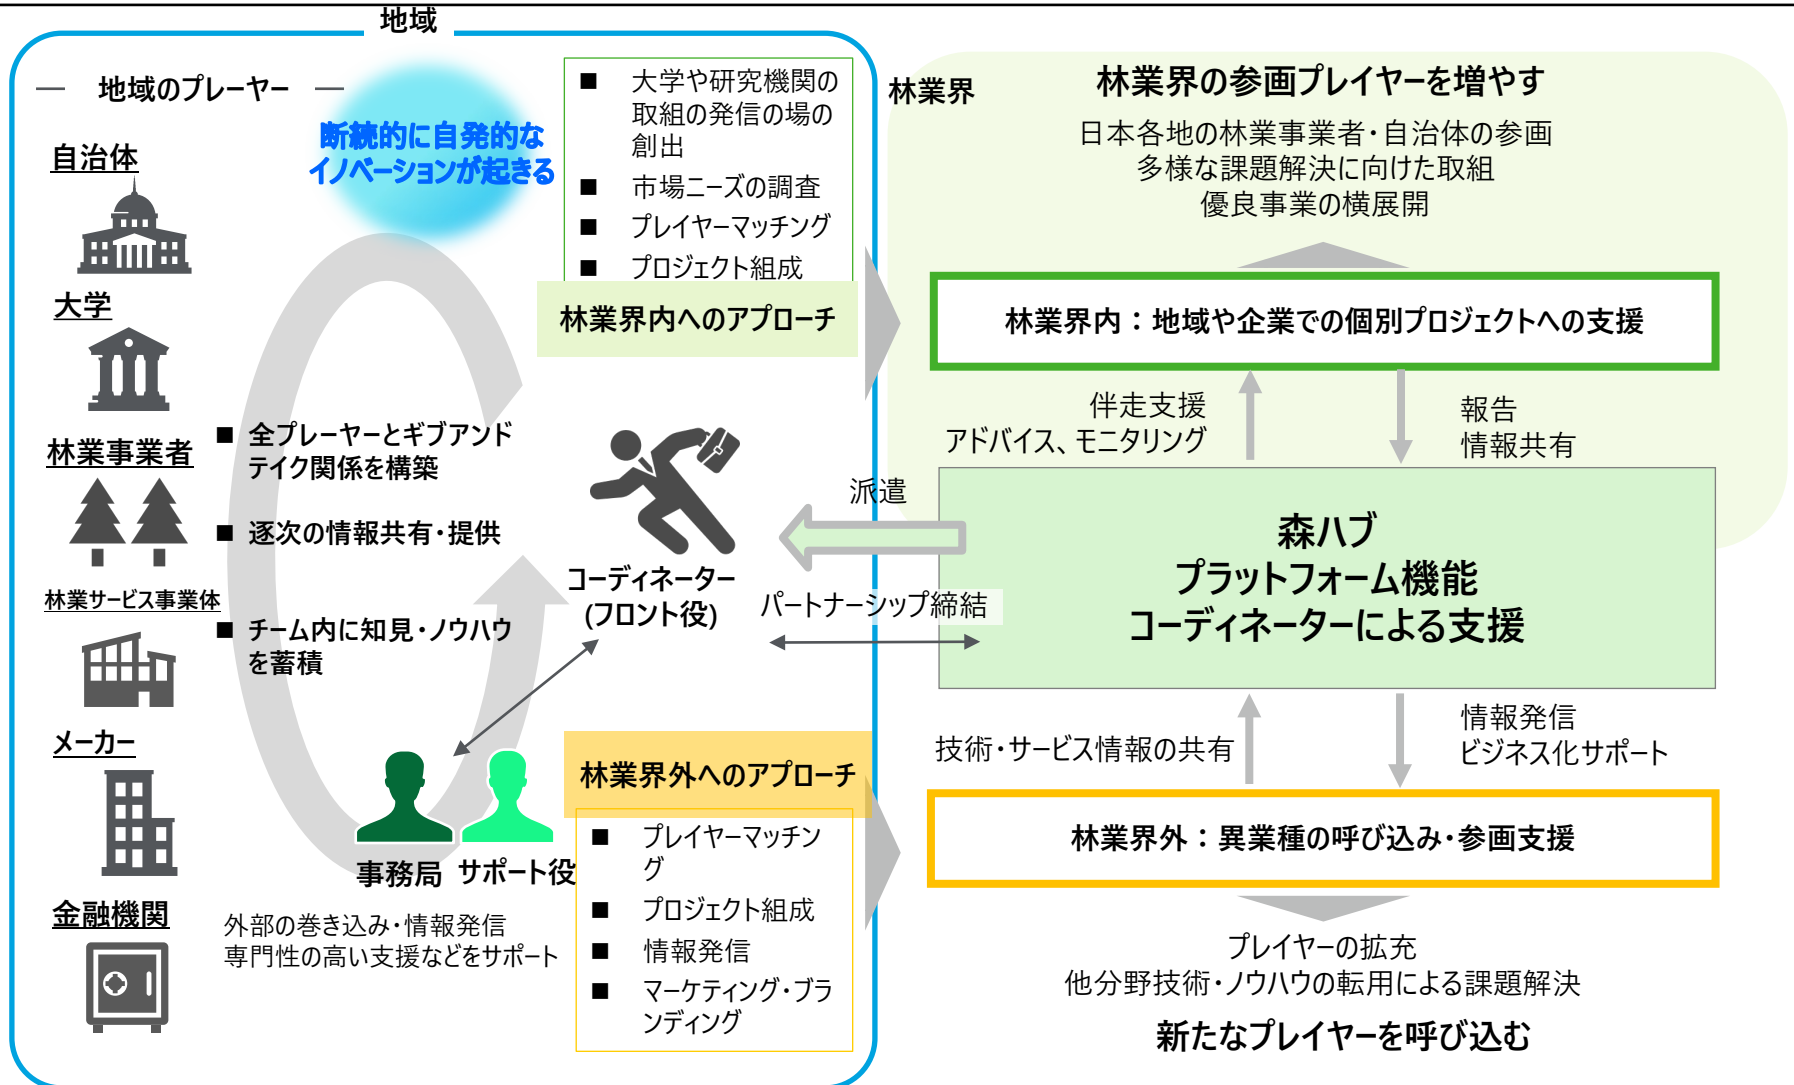 地域
地域のプレーヤー
自治体
大学
林業事業者
林業サービス事業体
メーカー
金融機関
断続的に自発的な
イノベーションが起きる
■ 大学や研究機関の
取組の発信の場の
創出
■ 市場ニーズの調査
■ プレイヤーマッチング
■ プロジェクト組成
林業界内へのアプローチ
■ 全プレーヤーとギブアンド
テイク関係を構築
■ 逐次の情報共有・提供
■ チーム内に知見・ノウハウ
を蓄積
コーディネーター
(フロント役)
派遣
パートナーシップ締結
事務局
サポート役
外部の巻き込み・情報発信
専門性の高い支援などをサポート
林業界外へのアプローチ
■ プレイヤーマッチン
グ
■ プロジェクト組成
■ 情報発信
■ マーケティング・ブラ
ンディング
林業界
林業界の参画プレイヤーを増やす
日本各地の林業事業者・自治体の参画
多様な課題解決に向けた取組
優良事業の横展開
林業界内：地域や企業での個別プロジェクトへの支援
伴走支援
アドバイス、モニタリング
報告
情報共有
森ハブ
プラットフォーム機能
コーディネーターによる支援
技術・サービス情報の共有
情報発信
ビジネス化サポート
林業界外：異業種の呼び込み・参画支援
プレイヤーの拡充
他分野技術・ノウハウの転用による課題解決
新たなプレイヤーを呼び込む